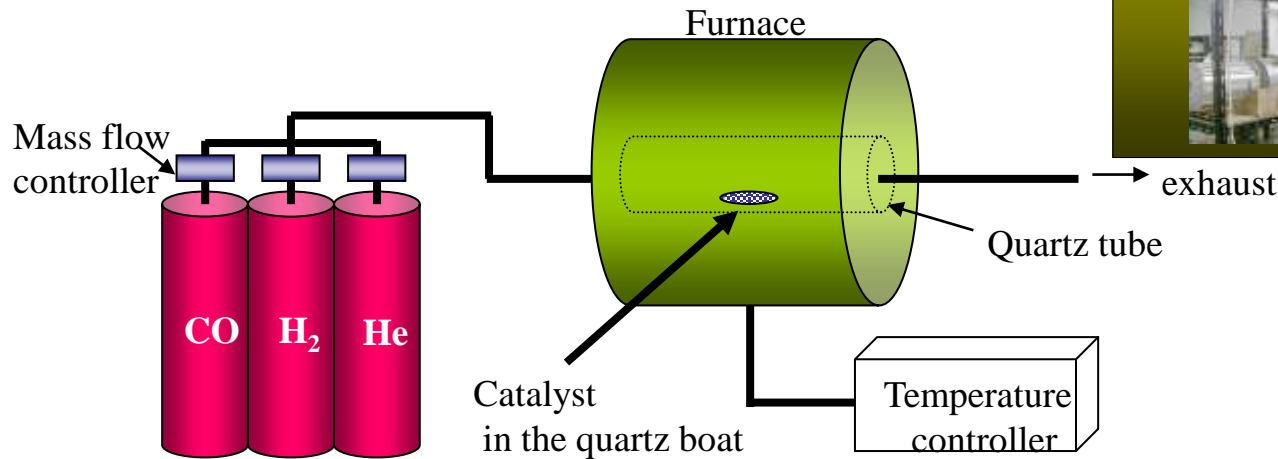 Furnace
Mass flow
controller
exhaust
Quartz tube
CO
H₂
He
Catalyst
in the quartz boat
Temperature
controller